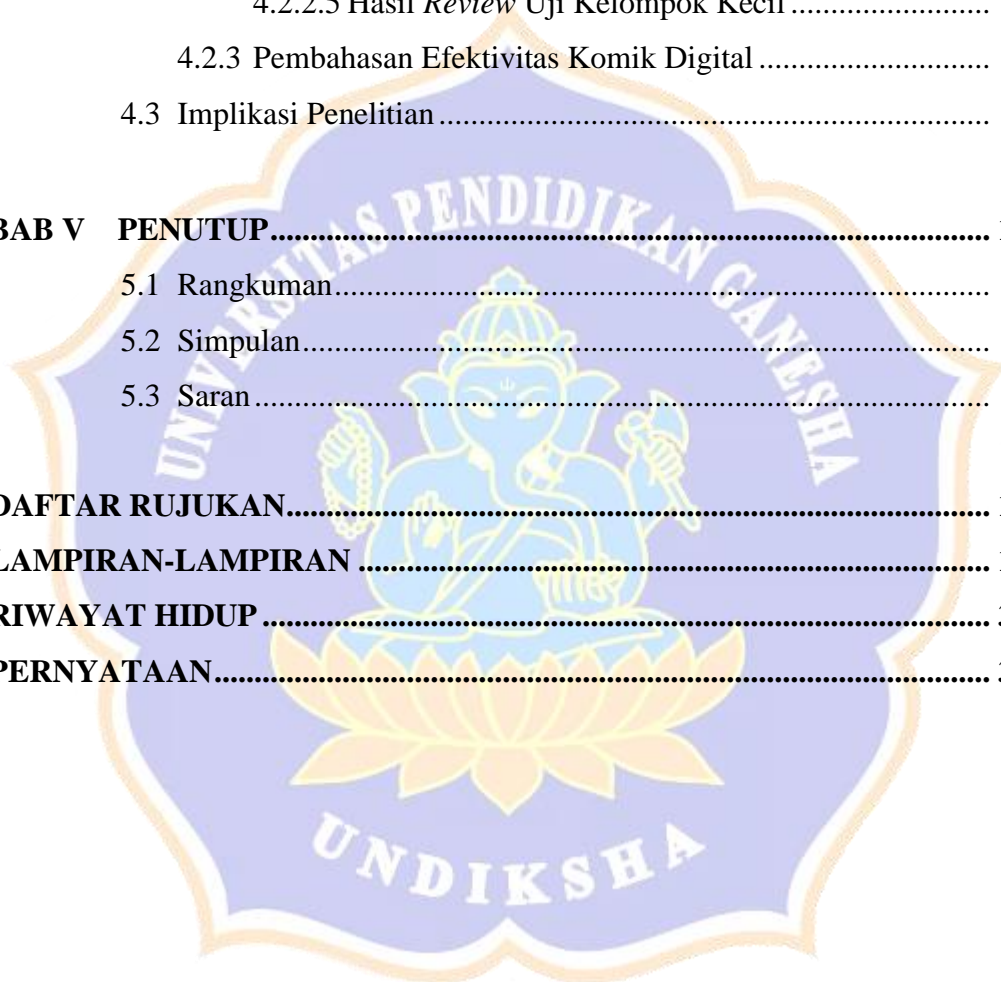 4.2.2.5 Hasil Review Uji Kelompok Kecil ........................
4.2.3 Pembahasan Efektivitas Komik Digital .............................
4.3 Implikasi Penelitian .....................................................................
BAB V PENUTUP..........................................................................................
5.1 Rangkuman..................................................................................
5.2 Simpulan......................................................................................
5.3 Saran ............................................................................................
DAFTAR RUJUKAN........................................................................................
LAMPIRAN-LAMPIRAN ...............................................................................
RIWAYAT HIDUP ...........................................................................................
PERNYATAAN.................................................................................................
UNIVERSITAS PENDIDIKAN GANESHA
UNDIKSHA